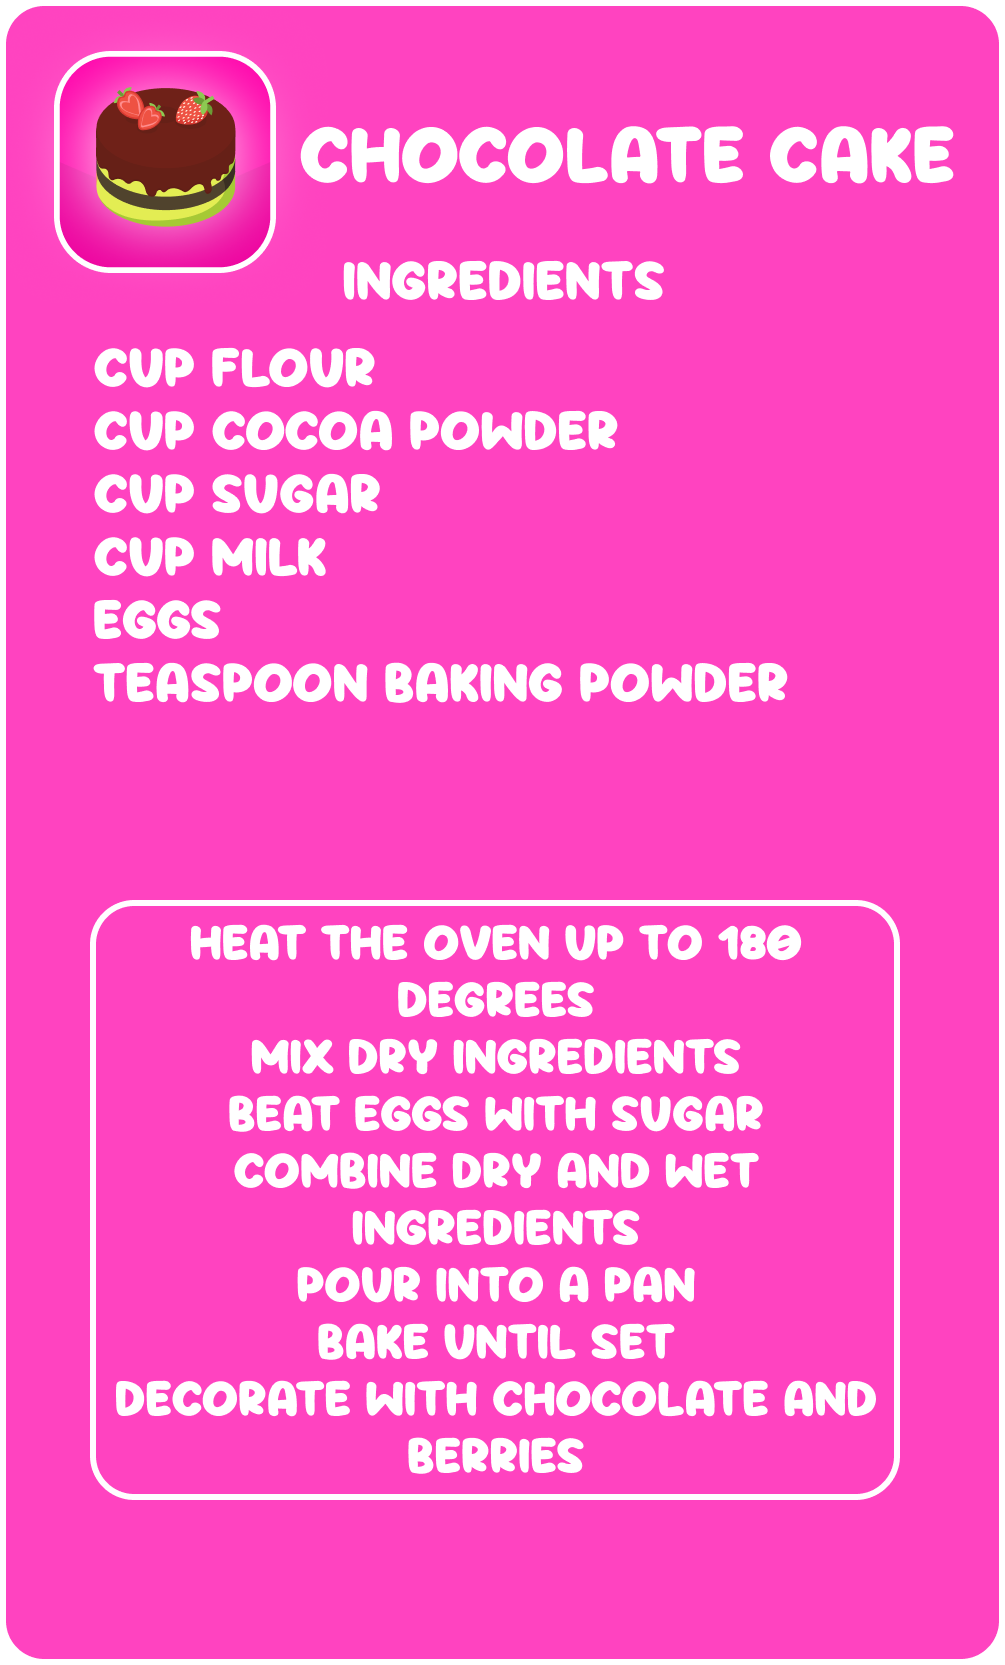 CHOCOLATE CAKE
INGREDIENTS
CUP FLOUR
CUP COCOA POWDER
CUP SUGAR
CUP MILK
EGGS
TEASPOON BAKING POWDER
HEAT THE OVEN UP TO 180
DEGREES
MIX DRY INGREDIENTS
BEAT EGGS WITH SUGAR
COMBINE DRY AND WET
INGREDIENTS
POUR INTO A PAN
BAKE UNTIL SET
DECORATE WITH CHOCOLATE AND
BERRIES